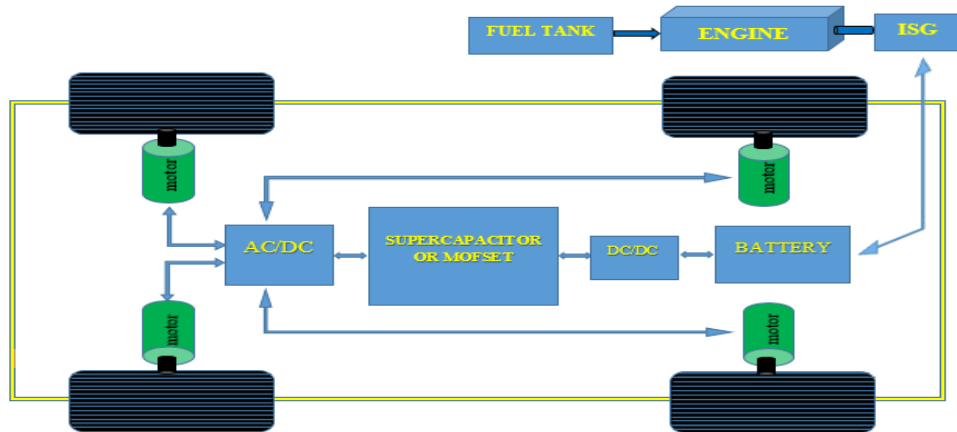 FUEL TANK
ENGINE
ISG
motor
motor
AC/DC
SUPERCAPACITOR
OR MOFSET
DC/DC
BATTERY
motor
motor